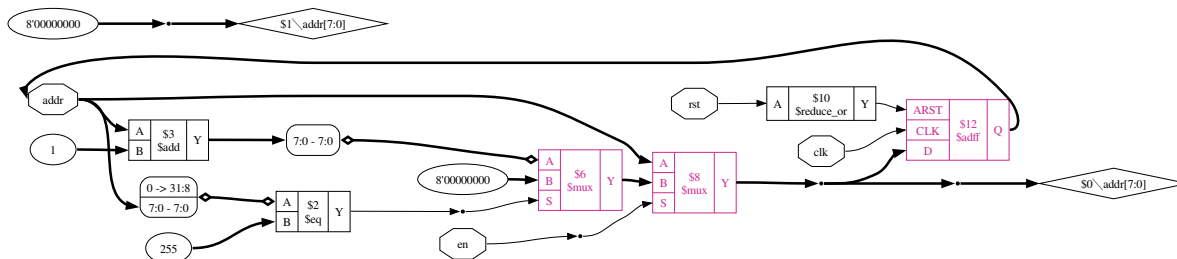 8'00000000
$1\addr[7:0]
addr
1
A
B
$3
$add
Y
7:0 - 7:0
0 -> 31:8
7:0 - 7:0
255
A
B
$2
$eq
Y
8'00000000
en
A
B
S
$6
$mux
Y
A
B
S
$8
$mux
Y
rst
A
$10
$reduce_or
Y
clk
ARST
CLK
D
$12
$adff
Q
$0\addr[7:0]